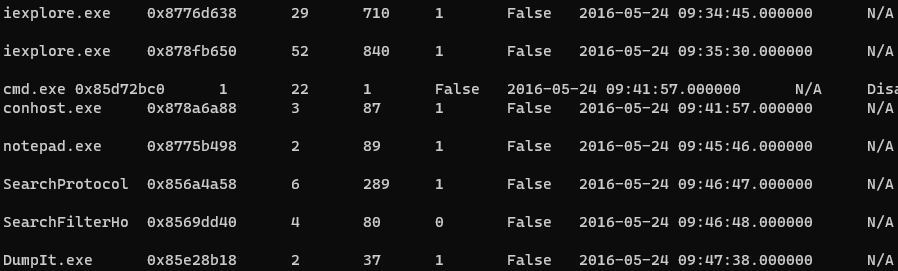 iexplore.exe 0x8776d638 29 710 1 False 2016-05-24 09:34:45.000000 N/A
iexplore.exe 0x878fb650 52 840 1 False 2016-05-24 09:35:30.000000 N/A
cmd.exe 0x85d72bc0 1 22 1 False 2016-05-24 09:41:57.000000 N/A Disa
conhost.exe 0x878a6a88 3 87 1 False 2016-05-24 09:41:57.000000 N/A
notepad.exe 0x8775b498 2 89 1 False 2016-05-24 09:45:46.000000 N/A
SearchProtocol 0x856a4a58 6 289 1 False 2016-05-24 09:46:47.000000 N/A
SearchFilterHo 0x8569dd40 4 80 0 False 2016-05-24 09:46:48.000000 N/A
DumpIt.exe 0x85e28b18 2 37 1 False 2016-05-24 09:47:38.000000 N/A